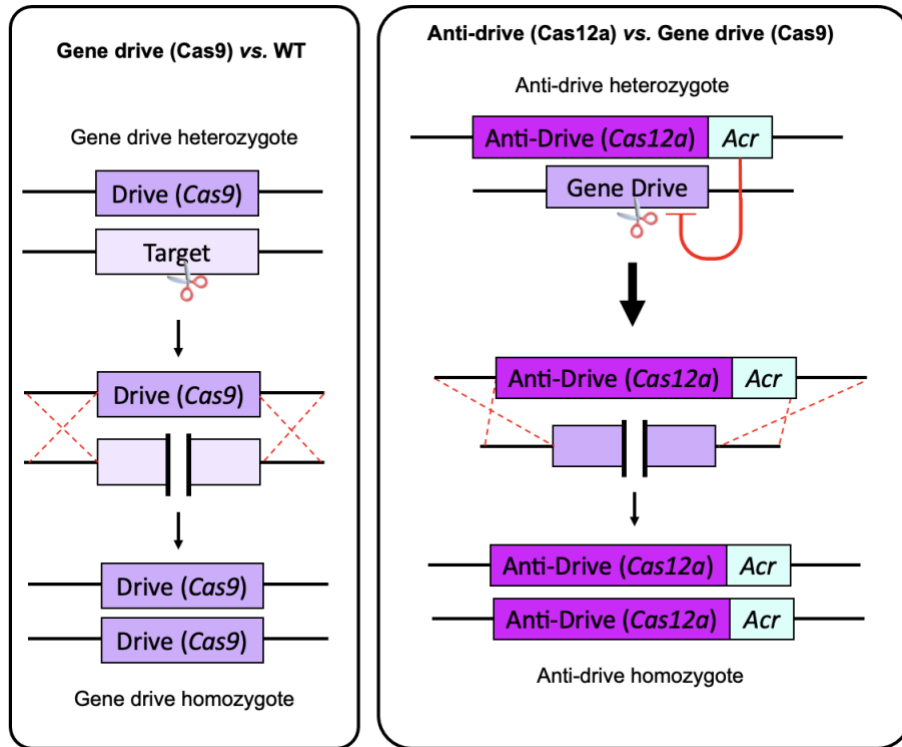 Gene drive (Cas9) vs. WT
Gene drive heterozygote
Drive (Cas9)
Target
Drive (Cas9)
Drive (Cas9)
Drive (Cas9)
Gene drive homozygote
Anti-drive (Cas12a) vs. Gene drive (Cas9)
Anti-drive heterozygote
Anti-Drive (Cas12a) Acr
Gene Drive
Anti-Drive (Cas12a) Acr
Anti-Drive (Cas12a) Acr
Anti-Drive (Cas12a) Acr
Anti-drive homozygote